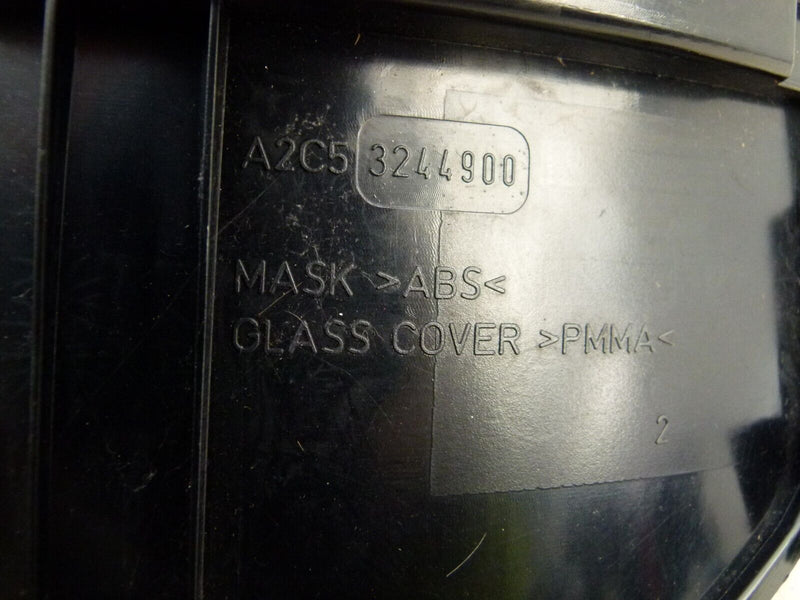 A2C5 3244900
MASK >ABS<
GLASS COVER >PMMA<
2